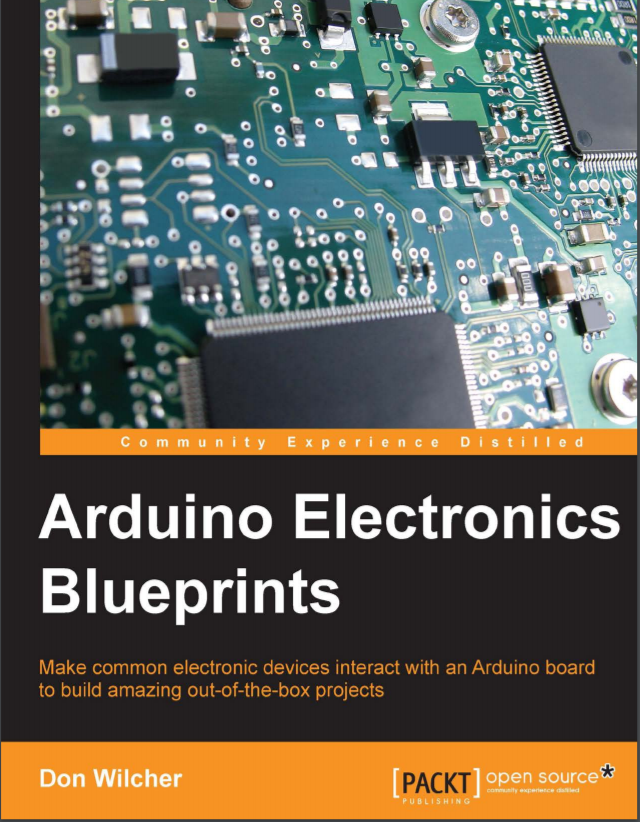 Community Experience Distilled
Arduino Electronics
Blueprints
Make common electronic devices interact with an Arduino board
to build amazing out-of-the-box projects
Don Wilcher
[PACKT] open source*
PUBLISHING community experience distilled